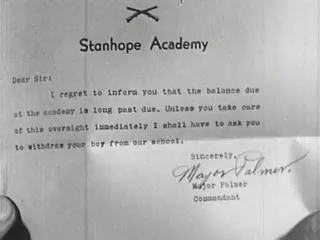 Stanhope Academy
Dear Sir:
I regret to inform you that the balance due
at the academy is long past due. Unless you take care
of this oversight immediately I shall have to ask you
to withdraw your boy from our school.
Sincerely,
Major Palmer.
Major Palmer
Commandant